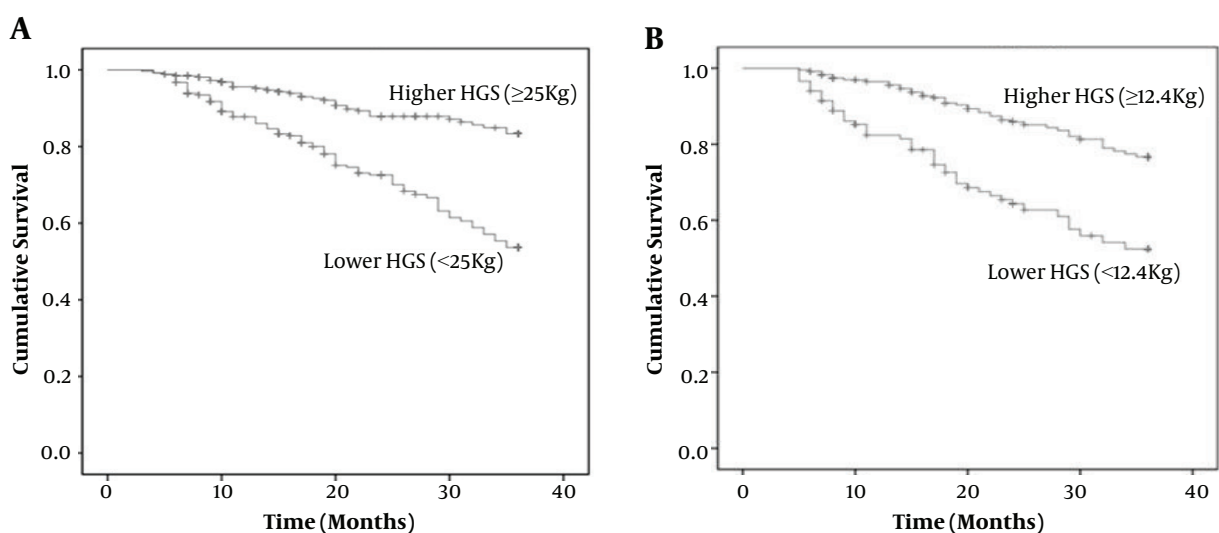 A
Cumulative Survival
1.0
0.8
0.6
0.4
0.2
0.0
Higher HGS (≥25Kg)
Lower HGS (<25Kg)
0 10 20 30 40
Time (Months)
B
Cumulative Survival
1.0
0.8
0.6
0.4
0.2
0.0
Higher HGS (≥12.4Kg)
Lower HGS (<12.4Kg)
0 10 20 30 40
Time (Months)